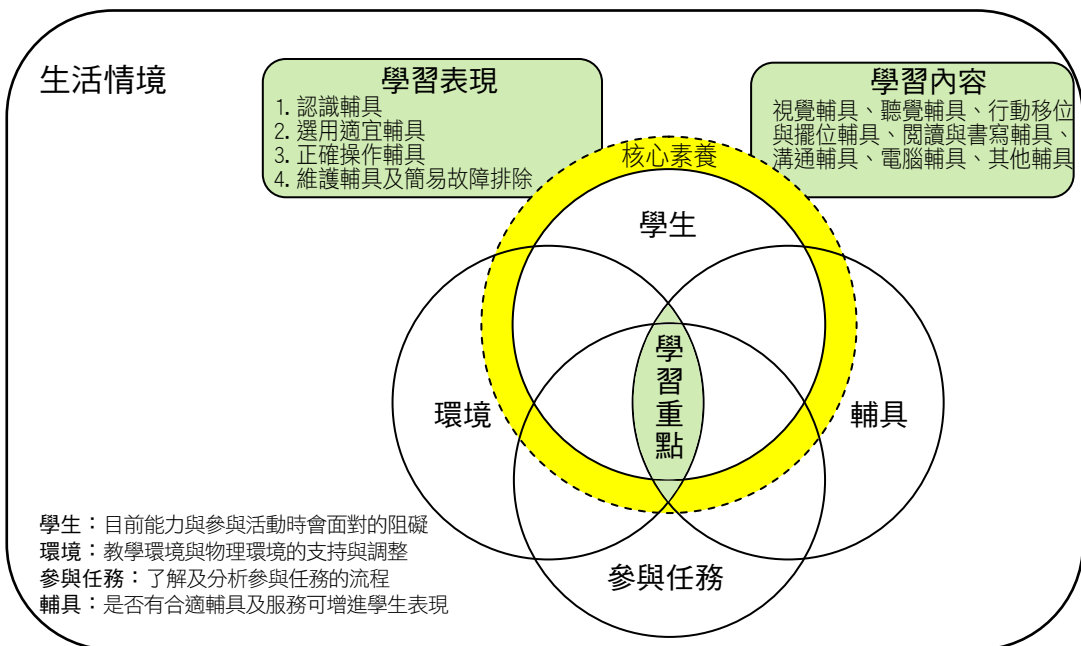 生活情境
學習表現
1. 認識輔具
2. 選用適宜輔具
3. 正確操作輔具
4. 維護輔具及簡易故障排除
學習內容
視覺輔具、聽覺輔具、行動移位
與擺位輔具、閱讀與書寫輔具、
溝通輔具、電腦輔具、其他輔具
核心素養
學生
學習重點
環境
輔具
參與任務
學生：目前能力與參與活動時會面對的阻礙
環境：教學環境與物理環境的支持與調整
參與任務：了解及分析參與任務的流程
輔具：是否有合適輔具及服務可增進學生表現